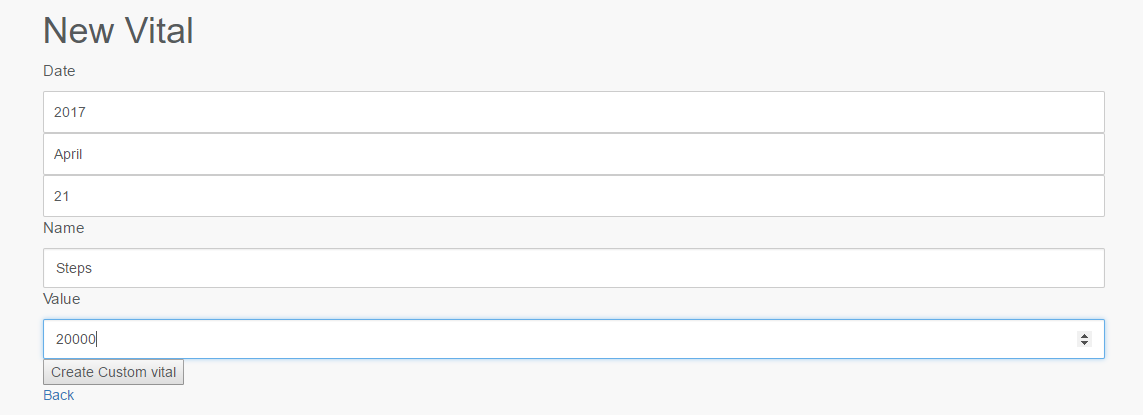 New Vital
Date
2017
April
21
Name
Steps
Value
20000
Create Custom vital
Back